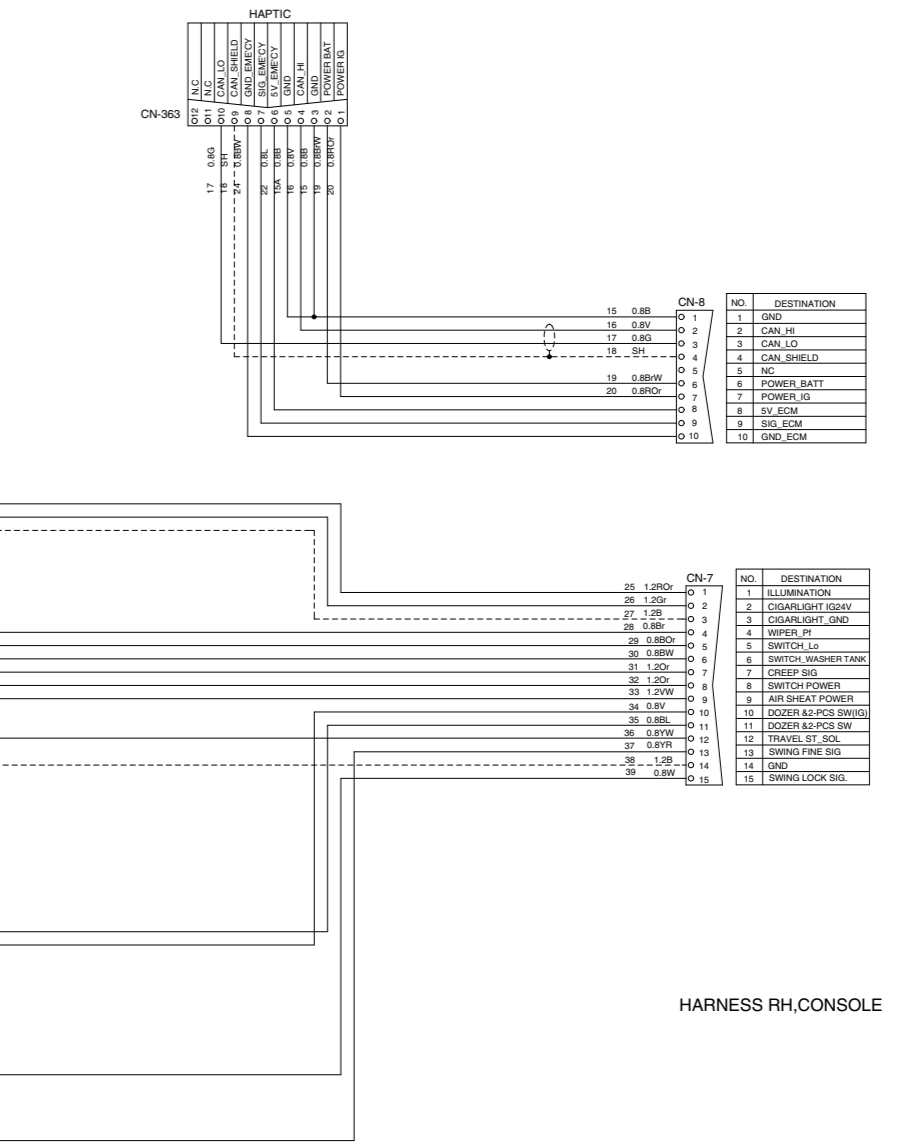 HAPTIC
N.C
N.C
CAN_LO
CAN_SHIELD
GND_EME'CY
SIG_EME'CY
5V_EME'CY
GND
CAN_HI
GND
POWER BAT
POWER IG
CN-363
12
11
10
9
8
7
6
5
4
3
2
1
17 0.8G
18 SH
24 0.8BW
22 0.8L
15A 0.8B
16 0.8V
15 0.8B
19 0.8BrW
20 0.8ROr
CN-8
15 0.8B
16 0.8V
17 0.8G
18 SH
19 0.8BrW
20 0.8ROr
1
2
3
4
5
6
7
8
9
10
NO. DESTINATION
1 GND
2 CAN_HI
3 CAN_LO
4 CAN_SHIELD
5 NC
6 POWER_BATT
7 POWER_IG
8 5V_ECM
9 SIG_ECM
10 GND_ECM
CN-7
25 1.2ROr 1
26 1.2Gr 2
27 1.2B 3
28 0.8Br 4
29 0.8BOr 5
30 0.8BW 6
31 1.2Or 7
32 1.2Or 8
33 1.2VW 9
34 0.8V 10
35 0.8BL 11
36 0.8YW 12
37 0.8YR 13
38 1.2B 14
39 0.8W 15
NO. DESTINATION
1 ILLUMINATION
2 CIGARLIGHT IG24V
3 CIGARLIGHT_GND
4 WIPER_Pf
5 SWITCH_Lo
6 SWITCH_WASHER TANK
7 CREEP SIG
8 SWITCH POWER
9 AIR SHEAT POWER
10 DOZER &2-PCS SW(IG)
11 DOZER &2-PCS SW
12 TRAVEL ST_SOL
13 SWING FINE SIG
14 GND
15 SWING LOCK SIG.
HARNESS RH,CONSOLE